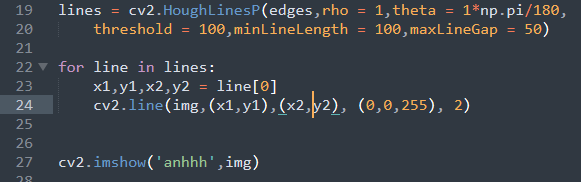 19 lines = cv2.HoughLinesP(edges,rho = 1,theta = 1*np.pi/180,
20     threshold = 100,minLineLength = 100,maxLineGap = 50)
21
22 for line in lines:
23     x1,y1,x2,y2 = line[0]
24     cv2.line(img,(x1,y1),(x2,y2), (0,0,255), 2)
25
26
27 cv2.imshow('anhhh',img)
28